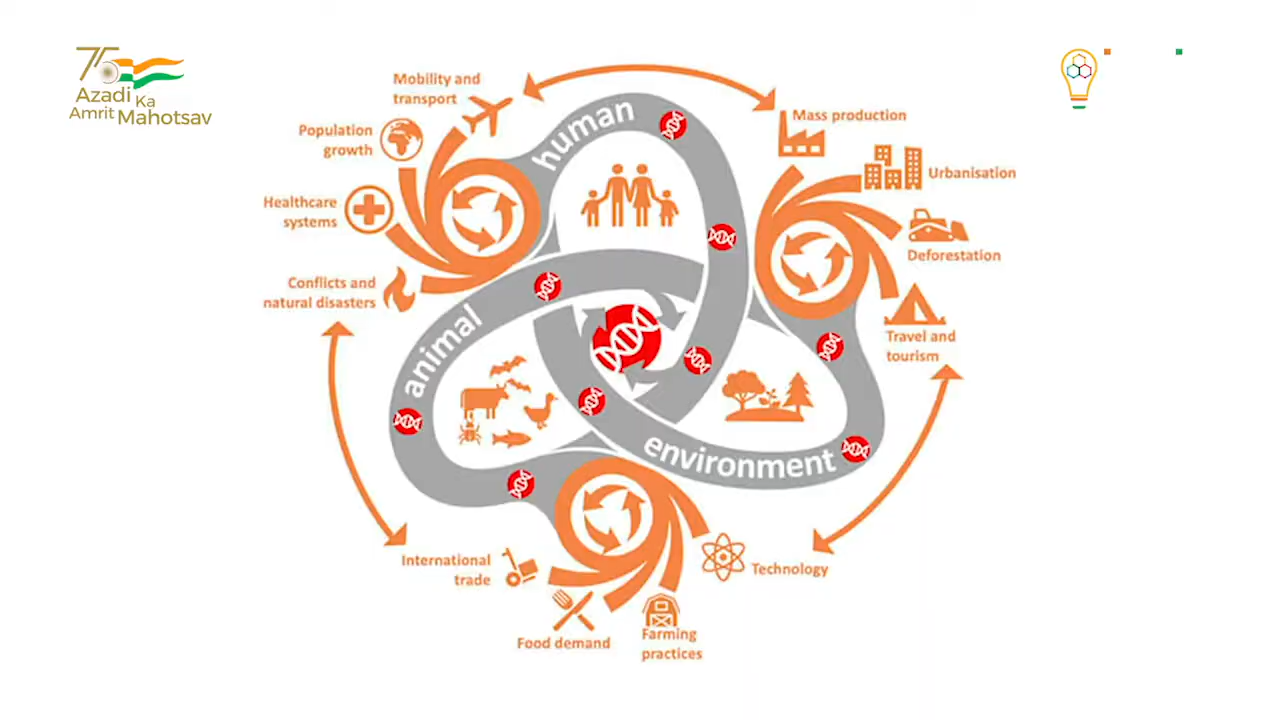 75
Azadi Ka
Amrit Mahotsav
Mobility and
transport
Population
growth
Healthcare
systems
Conflicts and
natural disasters
human
Mass production
Urbanisation
Deforestation
Travel and
tourism
animal
environment
International
trade
Food demand
Farming
practices
Technology